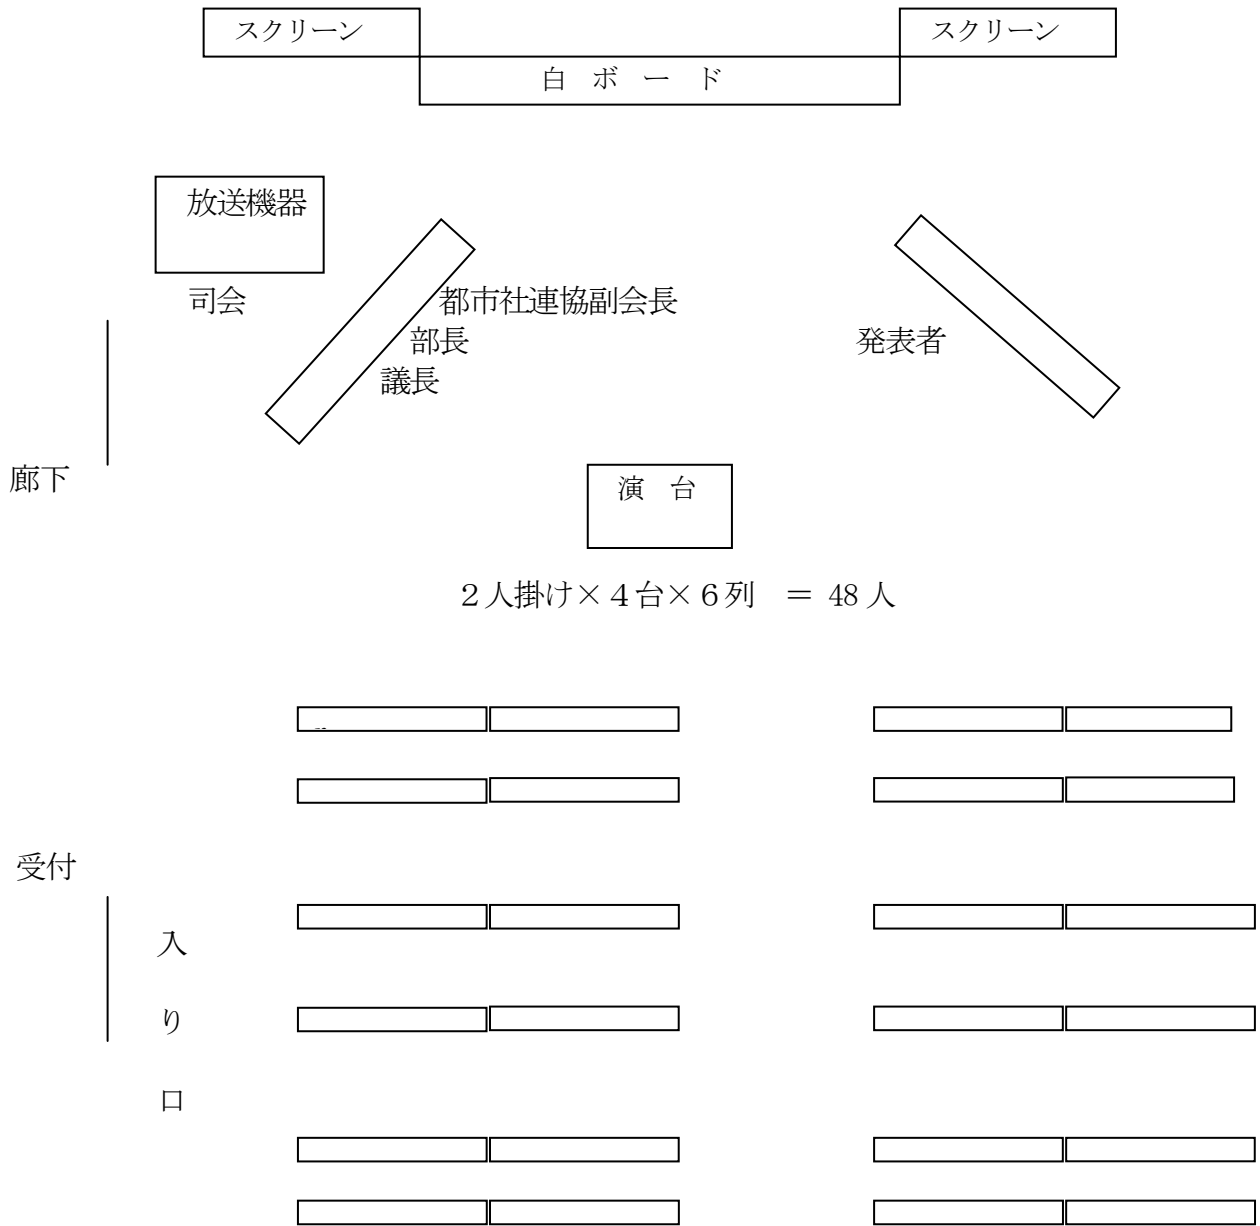 スクリーン
スクリーン
白 ボ ー ド
放送機器
司会
都市社連協副会長
部長
議長
発表者
廊下
演 台
２人掛け×４台×６列 ＝ 48 人
受付
入
り
口